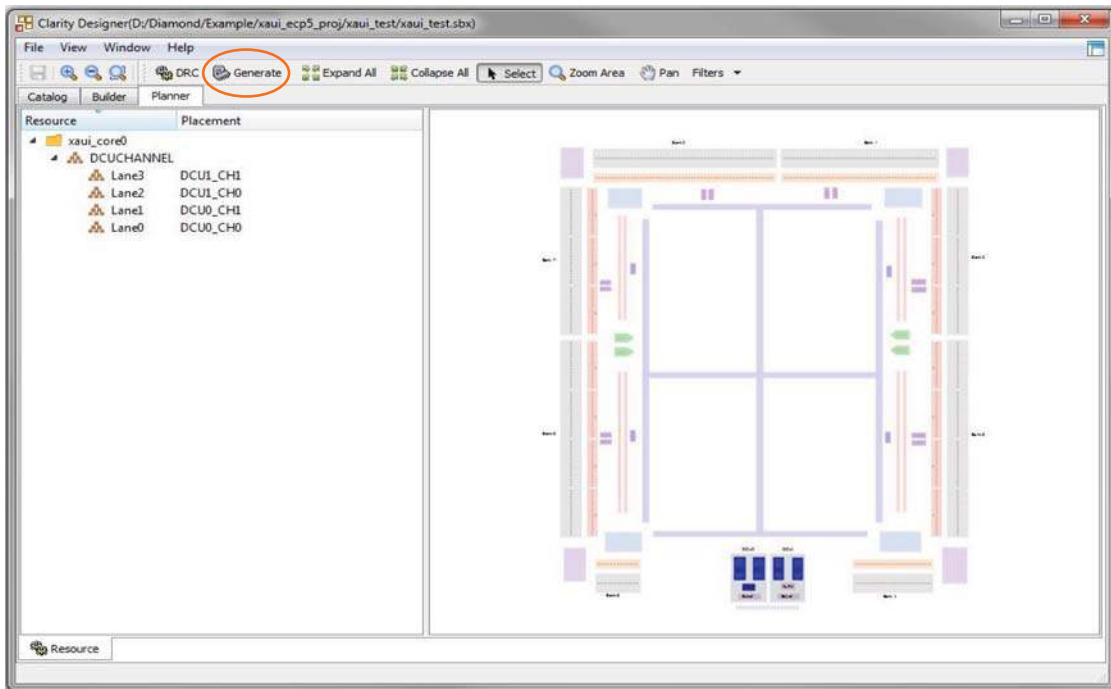 Clarity Designer(D:/Diamond/Example/xaui_ecp5_proj/xaui_test/xaui_test.sbx)
File View Window Help
DRC Generate Expand All Collapse All Select Zoom Area Pan Filters
Catalog Builder Planner
Resource Placement
xaui_core0
DCUCHANNEL
Lane3 DCU1_CH1
Lane2 DCU1_CH0
Lane1 DCU0_CH1
Lane0 DCU0_CH0
Resource